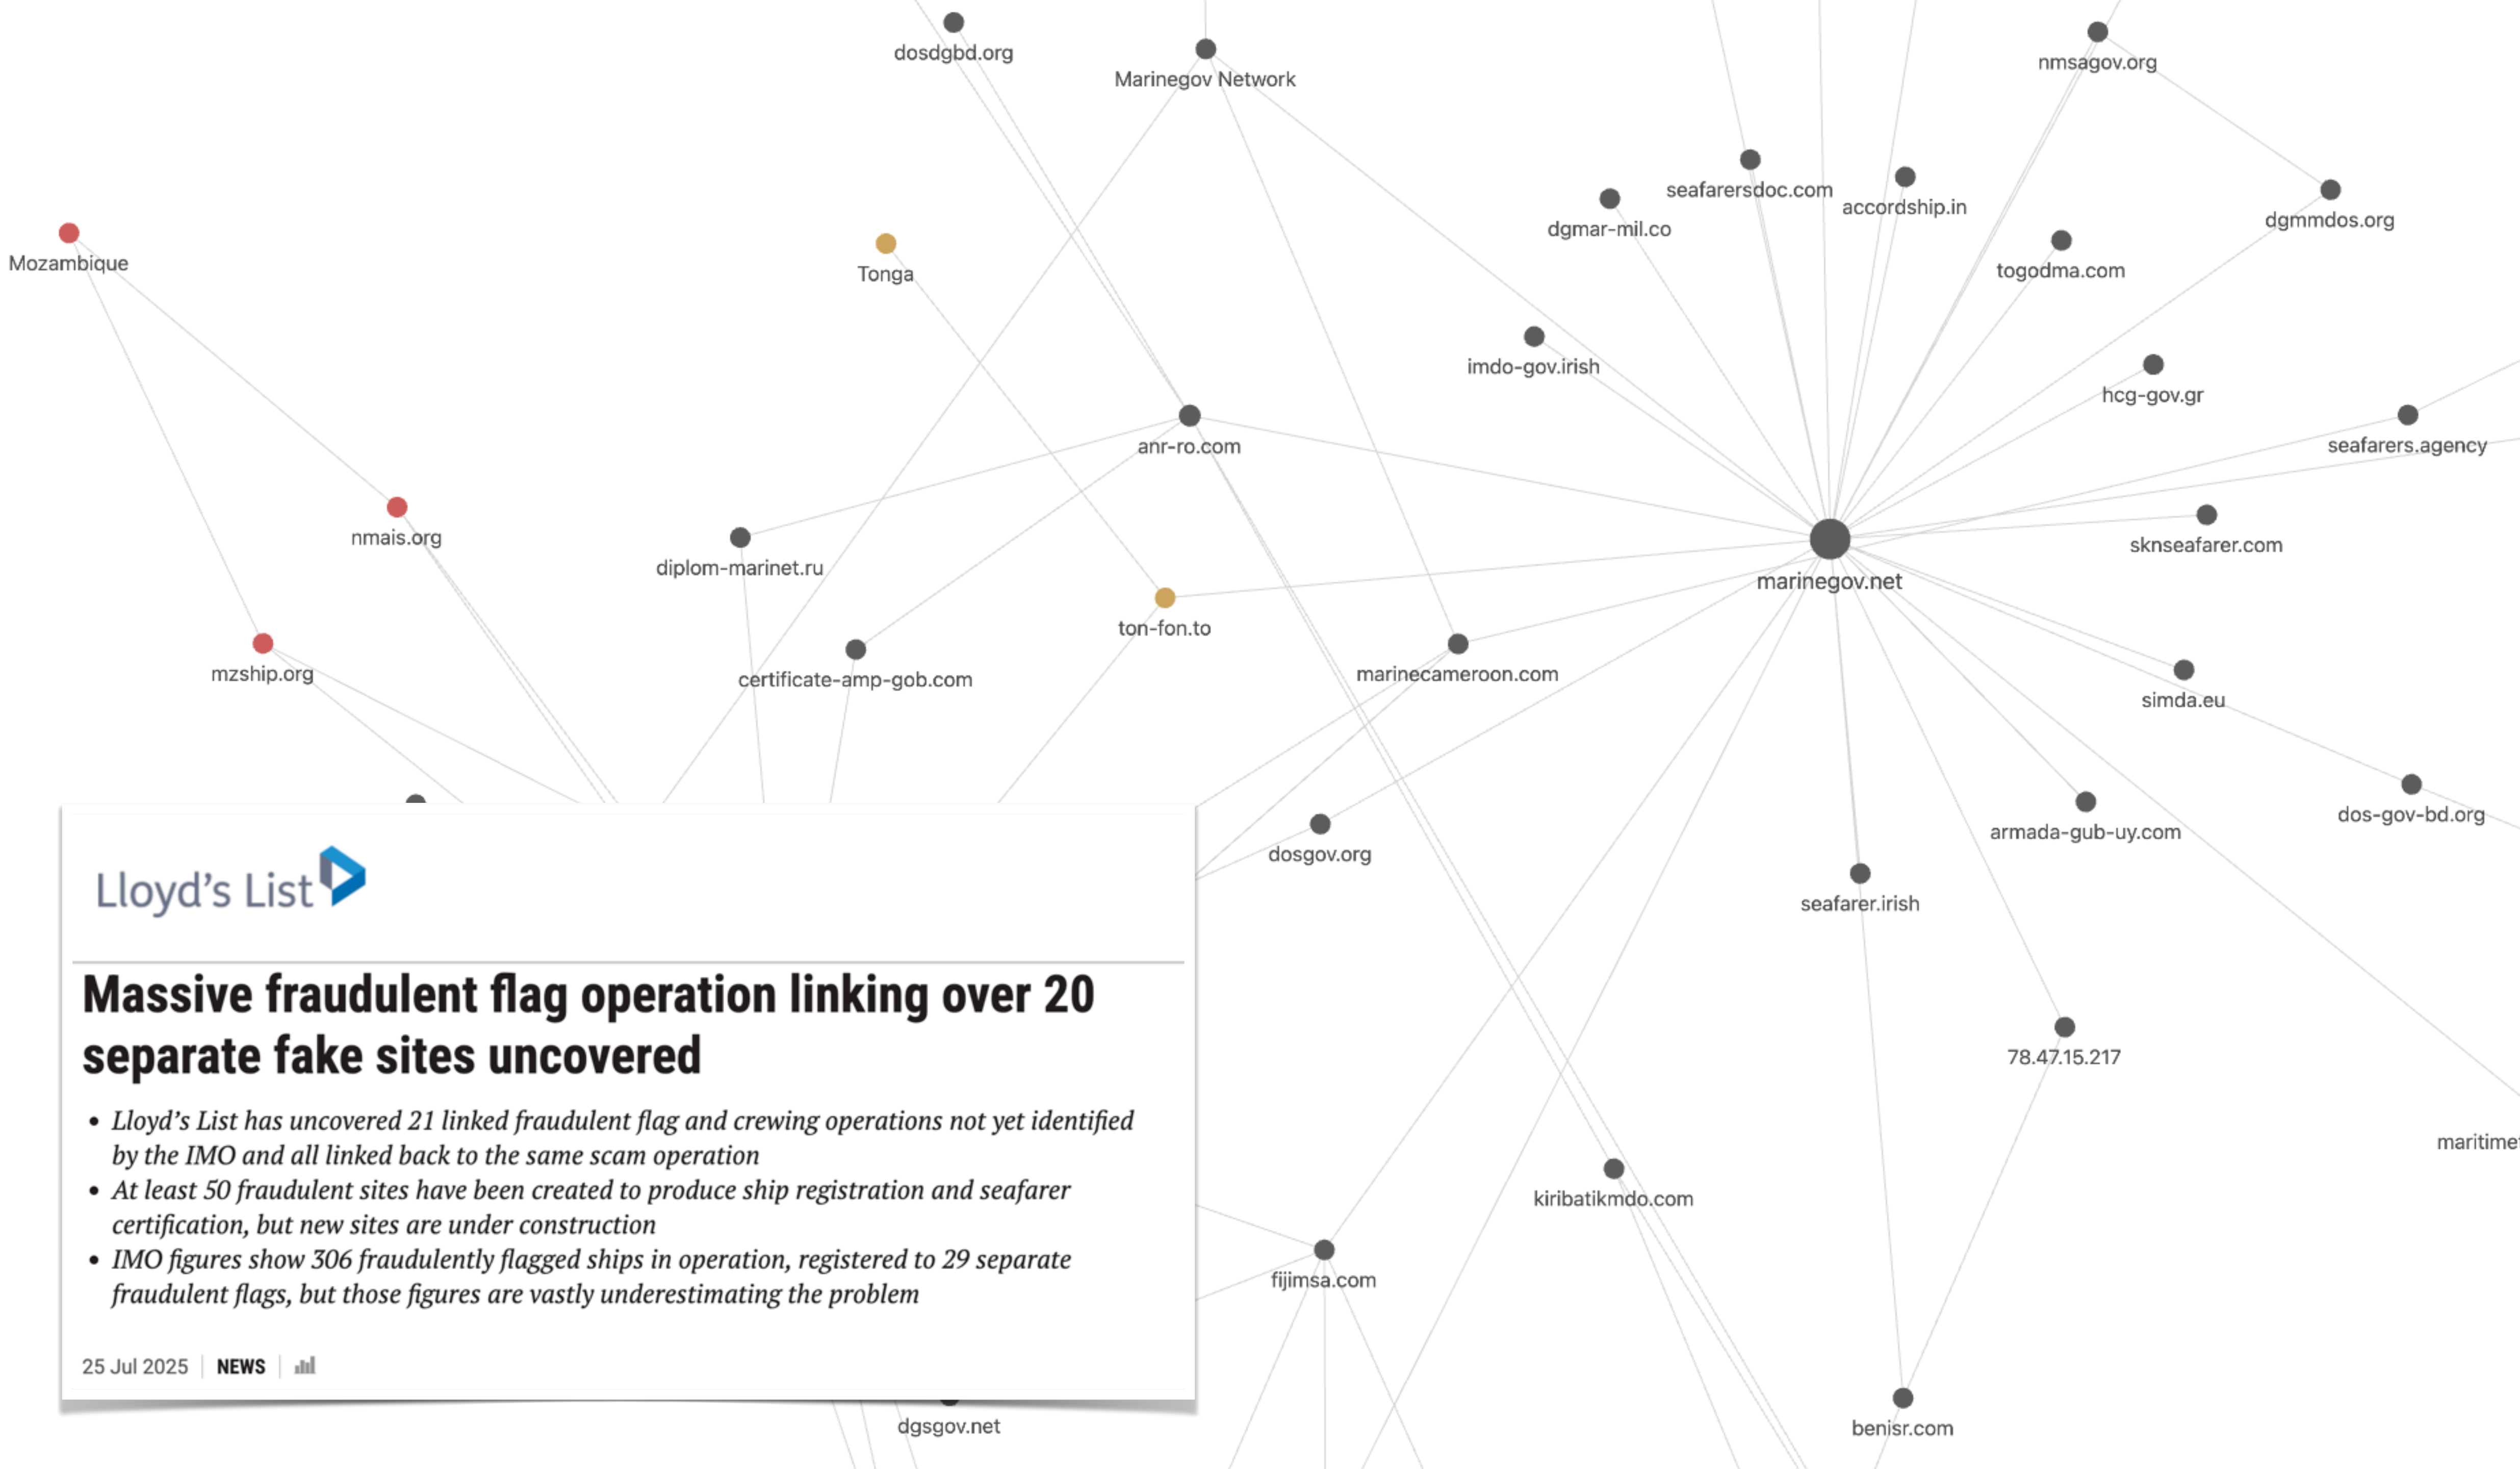 dosdgbd.org
Marinegov Network
nmsagov.org
seafarersdoc.com
accordship.in
dgmar-mil.co
dgmmdos.org
Mozambique
Tonga
togodma.com
imdo-gov.irish
hcg-gov.gr
anr-ro.com
seafarers.agency
nmais.org
diplom-marinet.ru
sknseafarer.com
marinegov.net
ton-fon.to
mzship.org
certificate-amp-gob.com
marinecameroon.com
simda.eu
dos-gov-bd.org
armada-gub-uy.com
dosgov.org
seafarer.irish
78.47.15.217
maritime
kiribatikmdo.com
fijimsa.com
benisr.com
dgsgov.net
Lloyd's List
Massive fraudulent flag operation linking over 20
separate fake sites uncovered
• Lloyd's List has uncovered 21 linked fraudulent flag and crewing operations not yet identified
by the IMO and all linked back to the same scam operation
• At least 50 fraudulent sites have been created to produce ship registration and seafarer
certification, but new sites are under construction
• IMO figures show 306 fraudulently flagged ships in operation, registered to 29 separate
fraudulent flags, but those figures are vastly underestimating the problem
25 Jul 2025 | NEWS